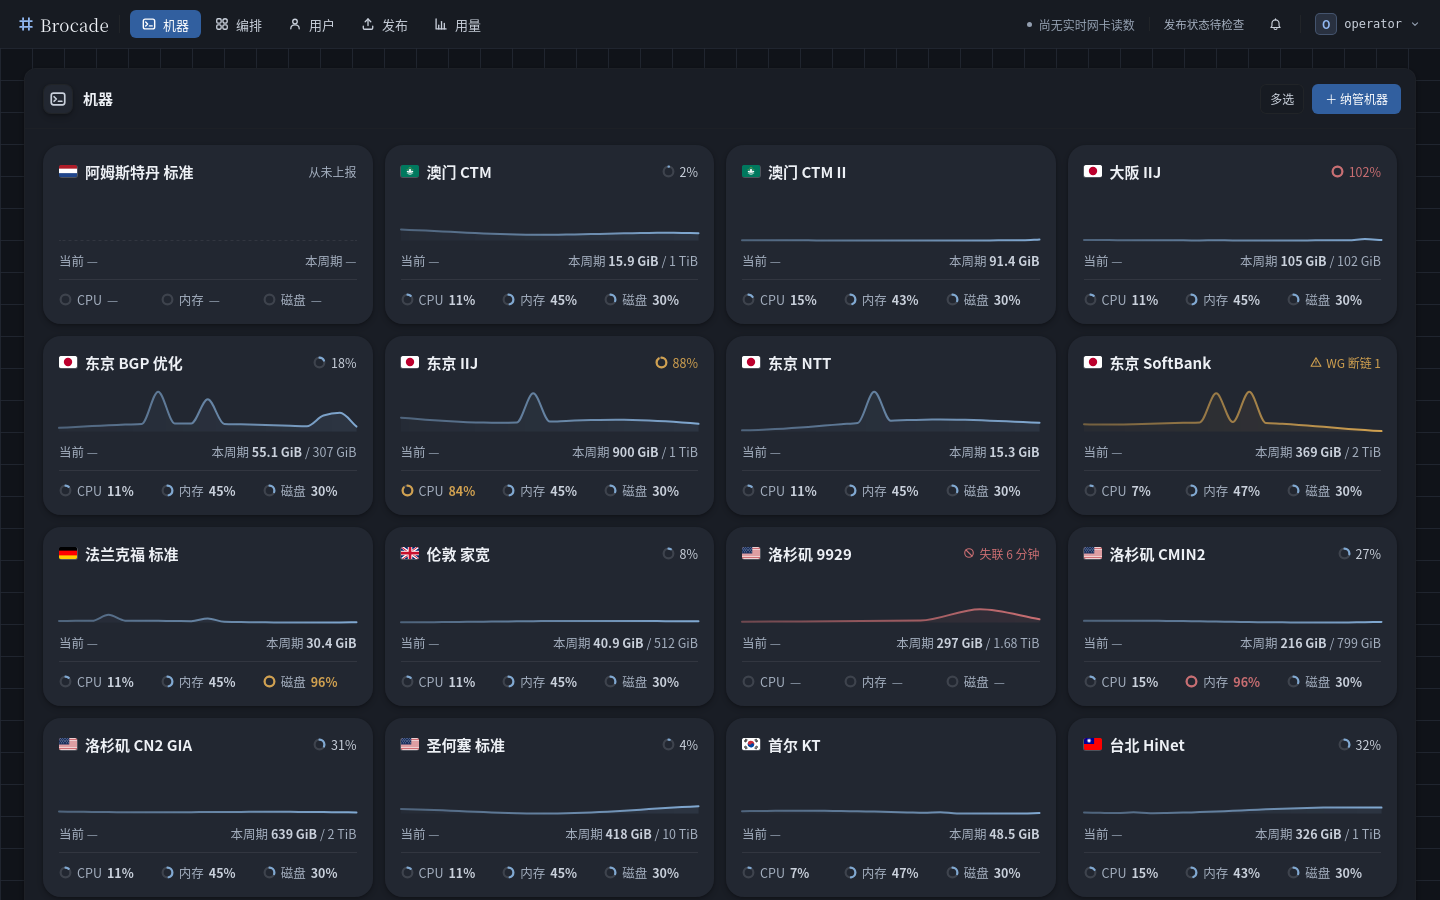 Brocade 机器 编排 用户 发布 用量 尚无实时网卡读数 发布状态待检查 O operator
机器 多选 + 纳管机器
阿姆斯特丹 标准 从未上报
当前 — 本周期 —
CPU — 内存 — 磁盘 —
澳门 CTM 2%
当前 — 本周期 15.9 GiB / 1 TiB
CPU 11% 内存 45% 磁盘 30%
澳门 CTM II
当前 — 本周期 91.4 GiB
CPU 15% 内存 43% 磁盘 30%
大阪 IIJ 102%
当前 — 本周期 105 GiB / 102 GiB
CPU 11% 内存 45% 磁盘 30%
东京 BGP 优化 18%
当前 — 本周期 55.1 GiB / 307 GiB
CPU 11% 内存 45% 磁盘 30%
东京 IIJ 88%
当前 — 本周期 900 GiB / 1 TiB
CPU 84% 内存 45% 磁盘 30%
东京 NTT
当前 — 本周期 15.3 GiB
CPU 11% 内存 45% 磁盘 30%
东京 SoftBank WG 断链 1
当前 — 本周期 369 GiB / 2 TiB
CPU 7% 内存 47% 磁盘 30%
法兰克福 标准
当前 — 本周期 30.4 GiB
CPU 11% 内存 45% 磁盘 96%
伦敦 家宽 8%
当前 — 本周期 40.9 GiB / 512 GiB
CPU 11% 内存 45% 磁盘 30%
洛杉矶 9929 失联 6 分钟
当前 — 本周期 297 GiB / 1.68 TiB
CPU — 内存 — 磁盘 —
洛杉矶 CMIN2 27%
当前 — 本周期 216 GiB / 799 GiB
CPU 15% 内存 96% 磁盘 30%
洛杉矶 CN2 GIA 31%
当前 — 本周期 639 GiB / 2 TiB
CPU 11% 内存 45% 磁盘 30%
圣何塞 标准 4%
当前 — 本周期 418 GiB / 10 TiB
CPU 11% 内存 45% 磁盘 30%
首尔 KT
当前 — 本周期 48.5 GiB
CPU 7% 内存 47% 磁盘 30%
台北 HiNet 32%
当前 — 本周期 326 GiB / 1 TiB
CPU 15% 内存 43% 磁盘 30%